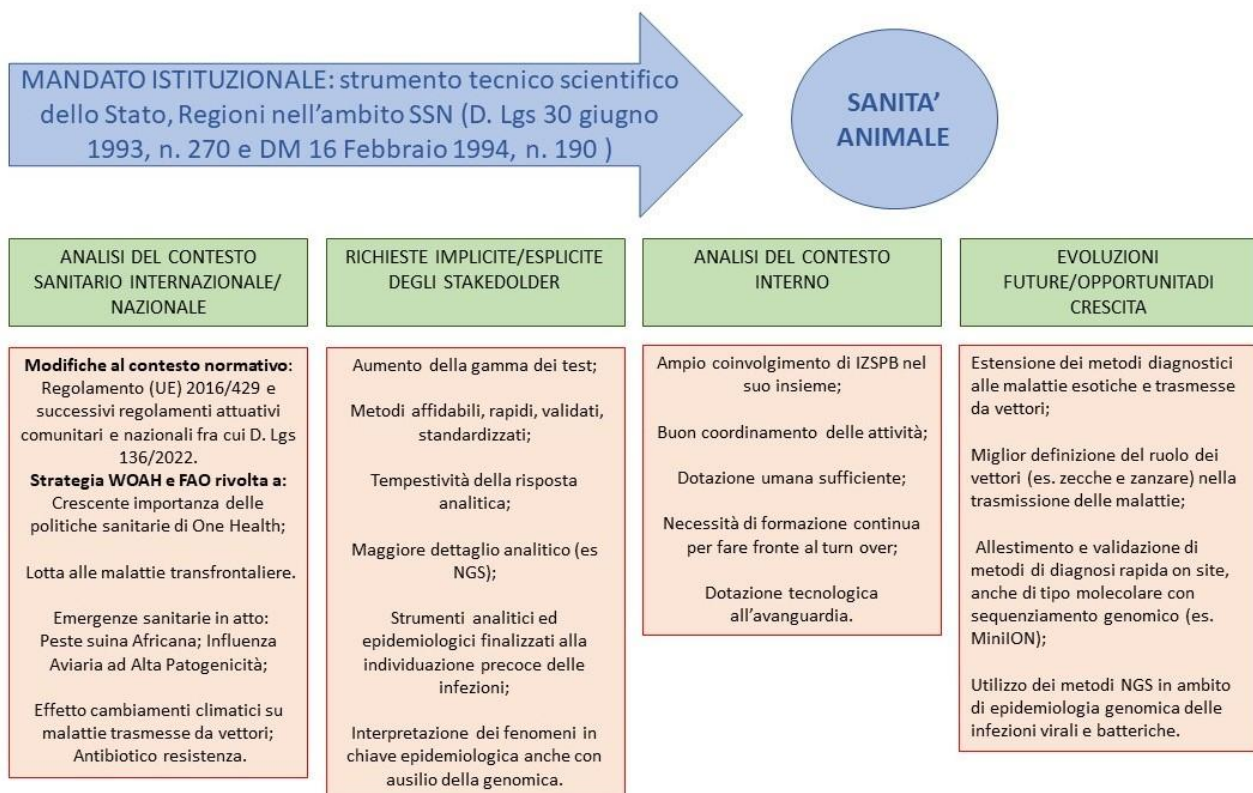 MANDATO ISTITUZIONALE: strumento tecnico scientifico
dello Stato, Regioni nell'ambito SSN (D. Lgs 30 giugno
1993, n. 270 e DM 16 Febbraio 1994, n. 190 )
SANITA'
ANIMALE
ANALISI DEL CONTESTO
SANITARIO INTERNAZIONALE/
NAZIONALE
Modifiche al contesto normativo:
Regolamento (UE) 2016/429 e
successivi regolamenti attuativi
comunitari e nazionali fra cui D. Lgs
136/2022.
Strategia WOAH e FAO rivolta a:
Crescente importanza delle
politiche sanitarie di One Health;
Lotta alle malattie transfrontaliere.
Emergenze sanitarie in atto:
Peste suina Africana; Influenza
Aviaria ad Alta Patogenicità;
Effetto cambiamenti climatici su
malattie trasmesse da vettori;
Antibiotico resistenza.
RICHIESTE IMPLICITE/ESPLICITE
DEGLI STAKEDOLDER
Aumento della gamma dei test;
Metodi affidabili, rapidi, validati,
standardizzati;
Tempestività della risposta
analitica;
Maggiore dettaglio analitico (es
NGS);
Strumenti analitici ed
epidemiologici finalizzati alla
individuazione precoce delle
infezioni;
Interpretazione dei fenomeni in
chiave epidemiologica anche con
ausilio della genomica.
ANALISI DEL CONTESTO
INTERNO
Ampio coinvolgimento di IZSPB nel
suo insieme;
Buon coordinamento delle attività;
Dotazione umana sufficiente;
Necessità di formazione continua
per fare fronte al turn over;
Dotazione tecnologica
all'avanguardia.
EVOLUZIONI
FUTURE/OPPORTUNITADI
CRESCITA
Estensione dei metodi diagnostici
alle malattie esotiche e trasmesse
da vettori;
Miglior definizione del ruolo dei
vettori (es. zecche e zanzare) nella
trasmissione delle malattie;
Allestimento e validazione di
metodi di diagnosi rapida on site,
anche di tipo molecolare con
sequenziamento genomico (es.
MiniION);
Utilizzo dei metodi NGS in ambito
di epidemiologia genomica delle
infezioni virali e batteriche.